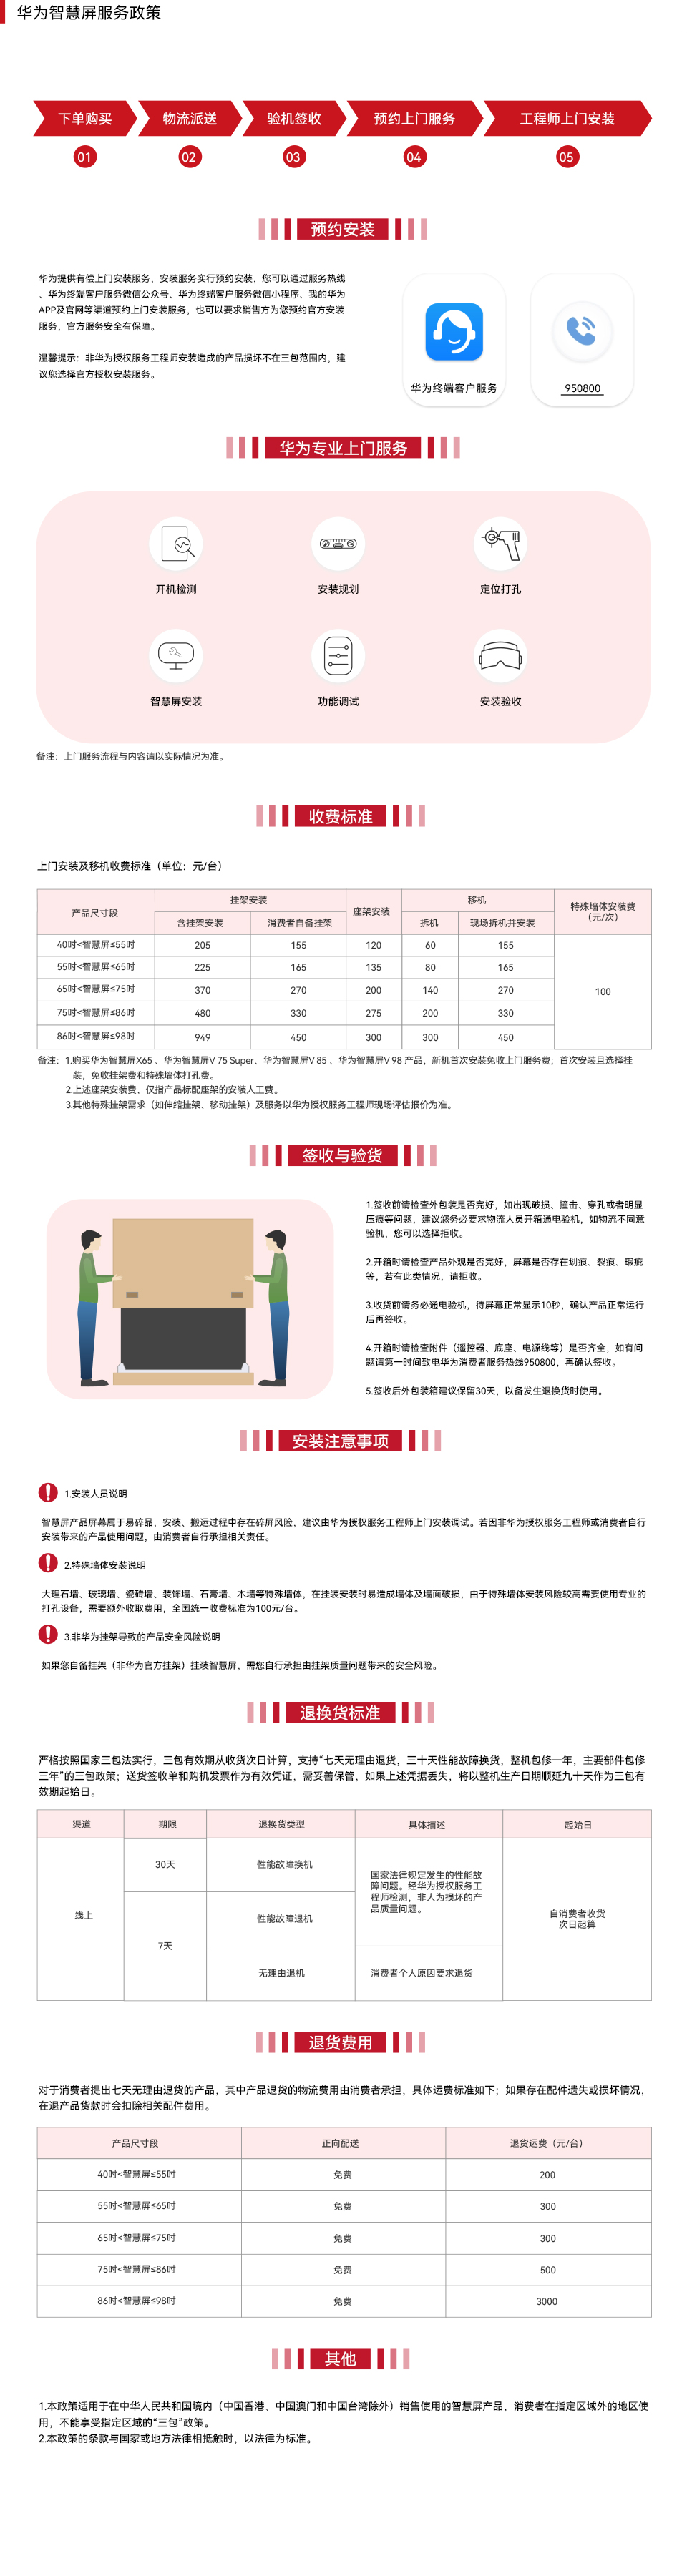 华为智慧屏服务政策
下单购买
物流派送
验机签收
预约上门服务
工程师上门安装
01
02
03
04
05
预约安装
华为提供有偿上门安装服务，安装服务实行预约安装，您可以通过服务热线
、华为终端客户服务微信公众号、华为终端客户服务微信小程序、我的华为
APP及官网等渠道预约上门安装服务，也可以要求销售方为您预约官方安装
服务，官方服务安全有保障。
温馨提示：非华为授权服务工程师安装造成的产品损坏不在三包范围内，建
议您选择官方授权安装服务。
华为终端客户服务
950800
华为专业上门服务
开机检测
安装规划
定位打孔
智慧屏安装
功能调试
安装验收
备注：上门服务流程与内容请以实际情况为准。
收费标准
上门安装及移机收费标准（单位：元/台）
产品尺寸段
挂架安装
座架安装
移机
特殊墙体安装费
（元/次）
含挂架安装
消费者自备挂架
拆机
现场拆机并安装
40吋<智慧屏≤55吋 205 155 120 60 155
55吋<智慧屏≤65吋 225 165 135 80 165
65吋<智慧屏≤75吋 370 270 200 140 270
100
75吋<智慧屏≤86吋 480 330 275 200 330
86吋<智慧屏≤98吋 949 450 300 300 450
备注：1.购买华为智慧屏X65 、华为智慧屏V 75 Super、华为智慧屏V 85 、华为智慧屏V 98 产品，新机首次安装免收上门服务费；首次安装且选择挂
装，免收挂架费和特殊墙体打孔费。
2.上述座架安装费，仅指产品标配座架的安装人工费。
3.其他特殊挂架需求（如伸缩挂架、移动挂架）及服务以华为授权服务工程师现场评估报价为准。
签收与验货
1.签收前请检查外包装是否完好，如出现破损、撞击、穿孔或者明显
压痕等问题，建议您务必要求物流人员开箱通电验机，如物流不同意
验机，您可以选择拒收。
2.开箱时请检查产品外观是否完好，屏幕是否存在划痕、裂痕、瑕疵
等，若有此类情况，请拒收。
3.收货前请务必通电验机，待屏幕正常显示10秒，确认产品正常运行
后再签收。
4.开箱时请检查附件（遥控器、底座、电源线等）是否齐全，如有问
题请第一时间致电华为消费者服务热线950800，再确认签收。
5.签收后外包装箱建议保留30天，以备发生退换货时使用。
安装注意事项
1.安装人员说明
智慧屏产品屏幕属于易碎品，安装、搬运过程中存在碎屏风险，建议由华为授权服务工程师上门安装调试。若因非华为授权服务工程师或消费者自行
安装带来的产品使用问题，由消费者自行承担相关责任。
2.特殊墙体安装说明
大理石墙、玻璃墙、瓷砖墙、装饰墙、石膏墙、木墙等特殊墙体，在挂装安装时易造成墙体及墙面破损，由于特殊墙体安装风险较高需要使用专业的
打孔设备，需要额外收取费用，全国统一收费标准为100元/台。
3.非华为挂架导致的产品安全风险说明
如果您自备挂架（非华为官方挂架）挂装智慧屏，需您自行承担由挂架质量问题带来的安全风险。
退换货标准
严格按照国家三包法实行，三包有效期从收货次日计算，支持“七天无理由退货，三十天性能故障换货，整机包修一年，主要部件包修
三年”的三包政策；送货签收单和购机发票作为有效凭证，需妥善保管，如果上述凭据丢失，将以整机生产日期顺延九十天作为三包有
效期起始日。
渠道 期限 退换货类型 具体描述 起始日
线上
30天
性能故障换机
国家法律规定发生的性能故
障问题。经华为授权服务工
程师检测，非人为损坏的产
品质量问题。
自消费者收货
次日起算
7天
性能故障退机
无理由退机
消费者个人原因要求退货
退货费用
对于消费者提出七天无理由退货的产品，其中产品退货的物流费用由消费者承担，具体运费标准如下；如果存在配件遗失或损坏情况，
在退产品货款时会扣除相关配件费用。
产品尺寸段 正向配送 退货运费（元/台）
40吋<智慧屏≤55吋 免费 200
55吋<智慧屏≤65吋 免费 300
65吋<智慧屏≤75吋 免费 300
75吋<智慧屏≤86吋 免费 500
86吋<智慧屏≤98吋 免费 3000
其他
1.本政策适用于在中华人民共和国境内（中国香港、中国澳门和中国台湾除外）销售使用的智慧屏产品，消费者在指定区域外的地区使
用，不能享受指定区域的“三包”政策。
2.本政策的条款与国家或地方法律相抵触时，以法律为标准。